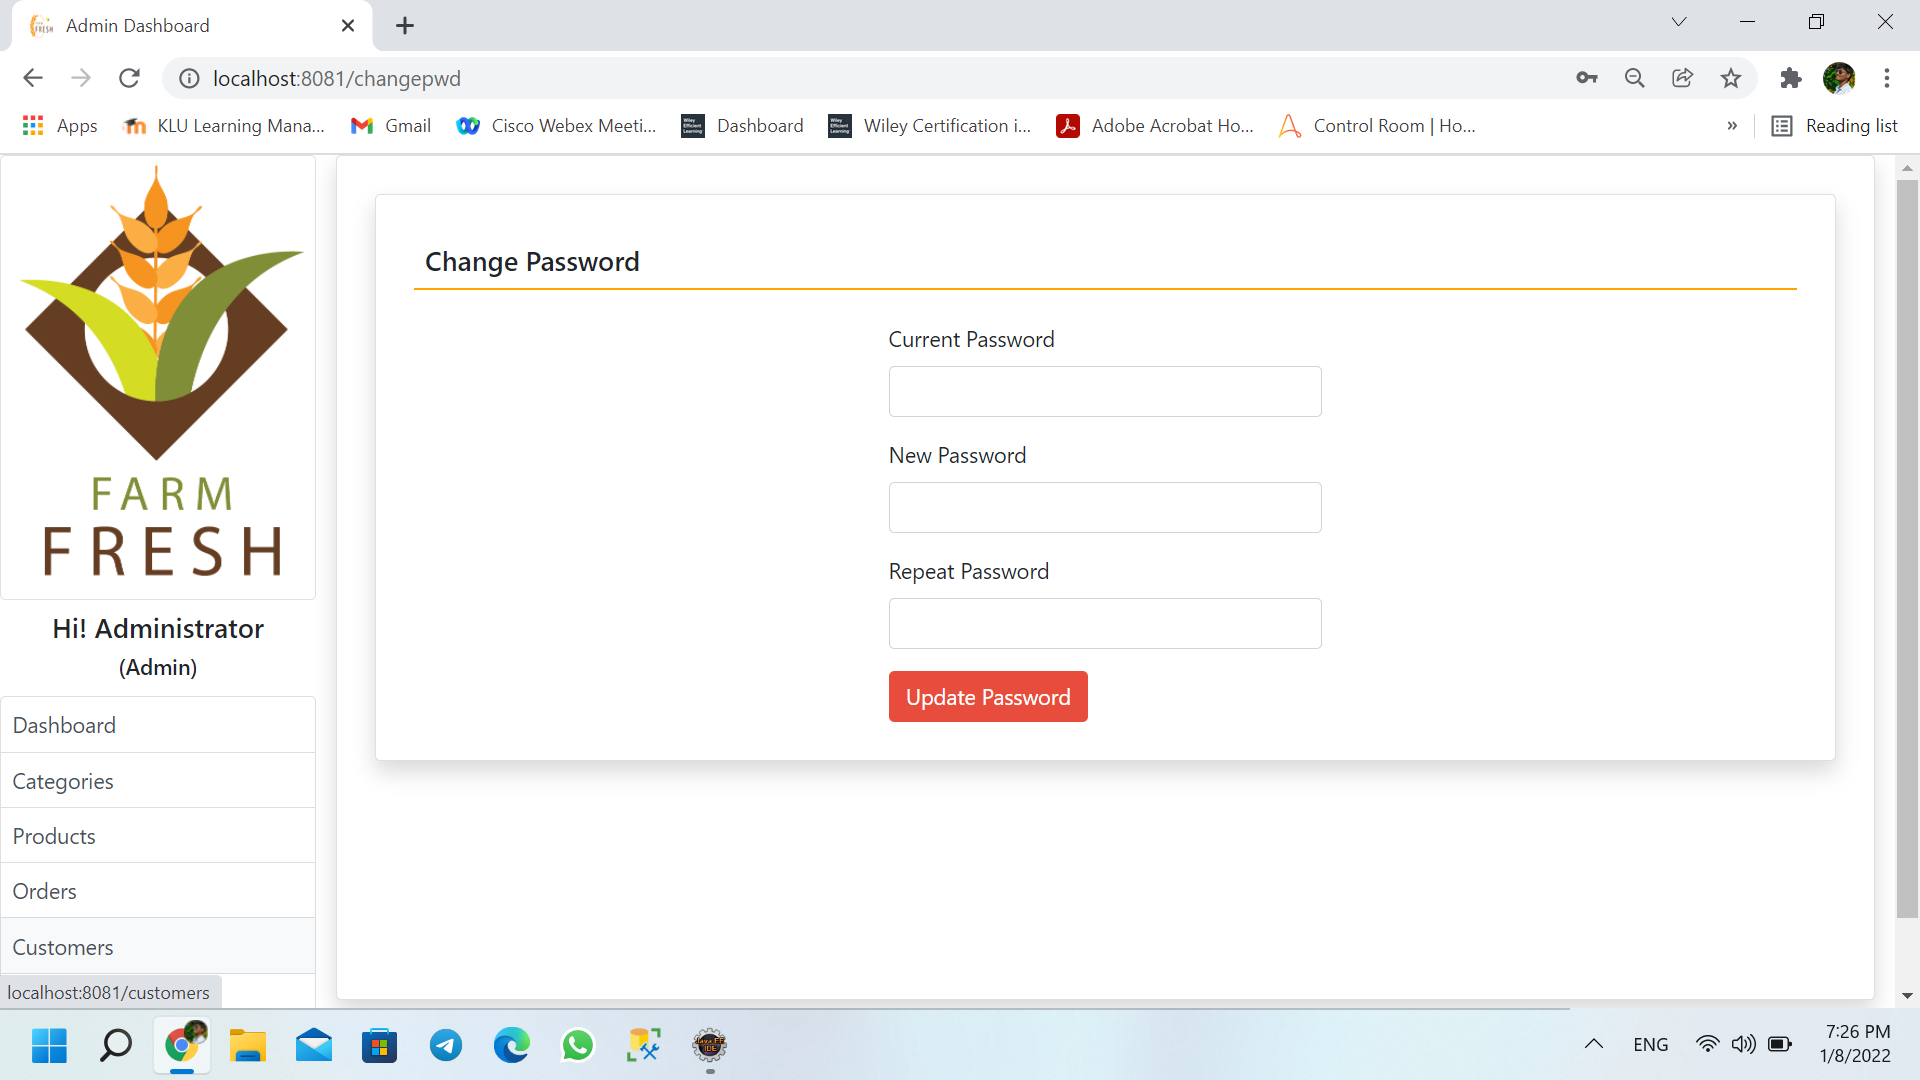 Admin Dashboard
localhost:8081/changepwd
Apps
KLU Learning Mana...
Gmail
Cisco Webex Meeti...
Dashboard
Wiley Certification i...
Adobe Acrobat Ho...
Control Room | Ho...
»
Reading list
FARM
FRESH
Hi! Administrator
(Admin)
Dashboard
Categories
Products
Orders
Customers
localhost:8081/customers
Change Password
Current Password
New Password
Repeat Password
Update Password
ENG
7:26 PM
1/8/2022